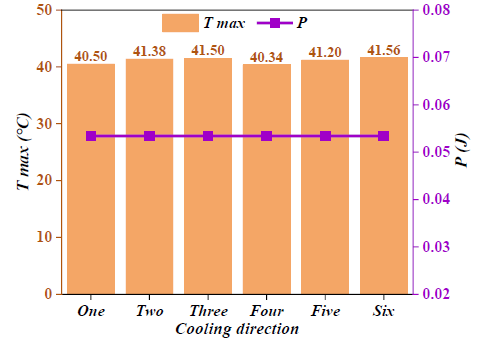 T max P
50
40
30
20
10
0
T max (°C)
40.50 41.38 41.50 40.34 41.20 41.56
0.08
0.07
0.06
0.05
0.04
0.03
0.02
P (J)
One Two Three Four Five Six
Cooling direction